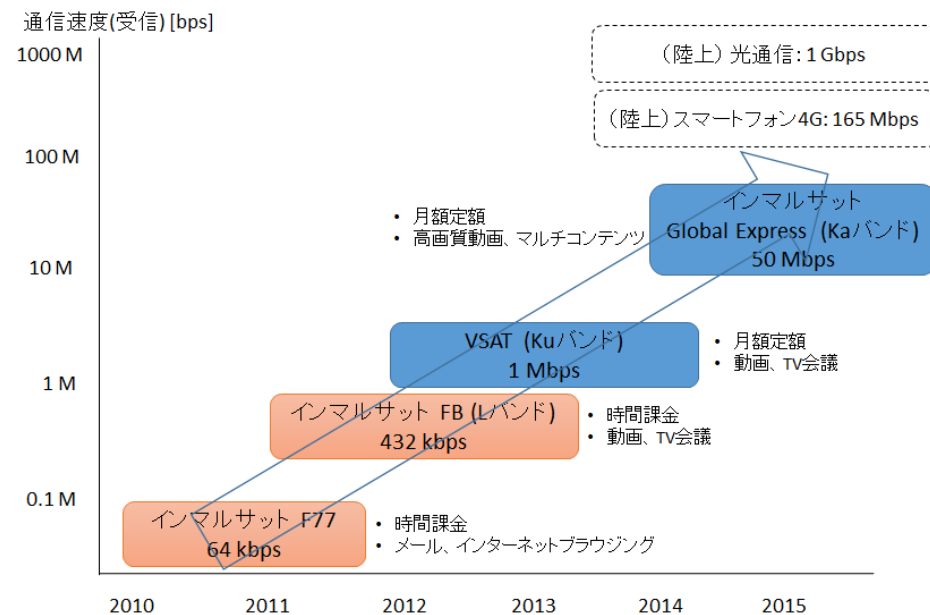 通信速度(受信) [bps]
1000 M
(陸上) 光通信: 1 Gbps
(陸上) スマートフォン4G: 165 Mbps
100 M
インマルサット
Global Express (Kaバンド)
50 Mbps
• 月額定額
• 高画質動画、マルチコンテンツ
10 M
VSAT (Kuバンド)
1 Mbps
• 月額定額
• 動画、TV会議
1 M
インマルサット FB (Lバンド)
432 kbps
• 時間課金
• 動画、TV会議
0.1 M
インマルサット F77
64 kbps
• 時間課金
• メール、インターネットブラウジング
2010 2011 2012 2013 2014 2015